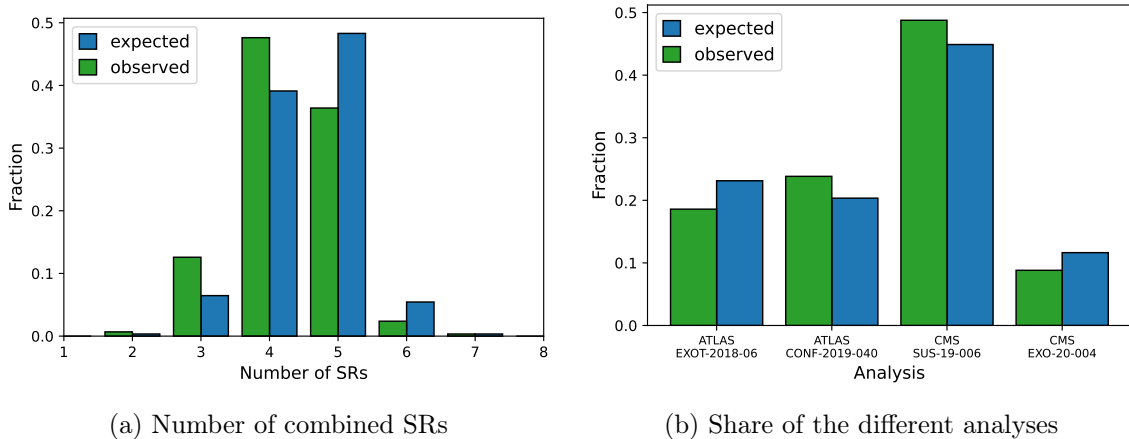 0.5
0.4
0.3
0.2
0.1
0.0
Fraction
expected
observed
1 2 3 4 5 6 7 8
Number of SRs
(a) Number of combined SRs
0.5
0.4
0.3
0.2
0.1
0.0
Fraction
expected
observed
ATLAS
EXOT-2018-06
ATLAS
CONF-2019-040
CMS
SUS-19-006
CMS
EXO-20-004
Analysis
(b) Share of the different analyses